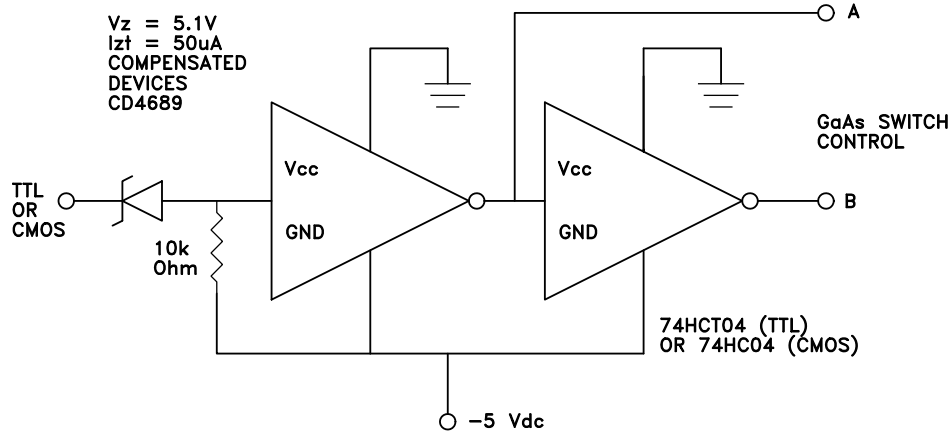 Vz = 5.1V
Izt = 50uA
COMPENSATED
DEVICES
CD4689
A
GaAs SWITCH
CONTROL
TTL
OR
CMOS
Vcc
GND
Vcc
GND
B
10k
Ohm
74HCT04 (TTL)
OR 74HC04 (CMOS)
-5 Vdc